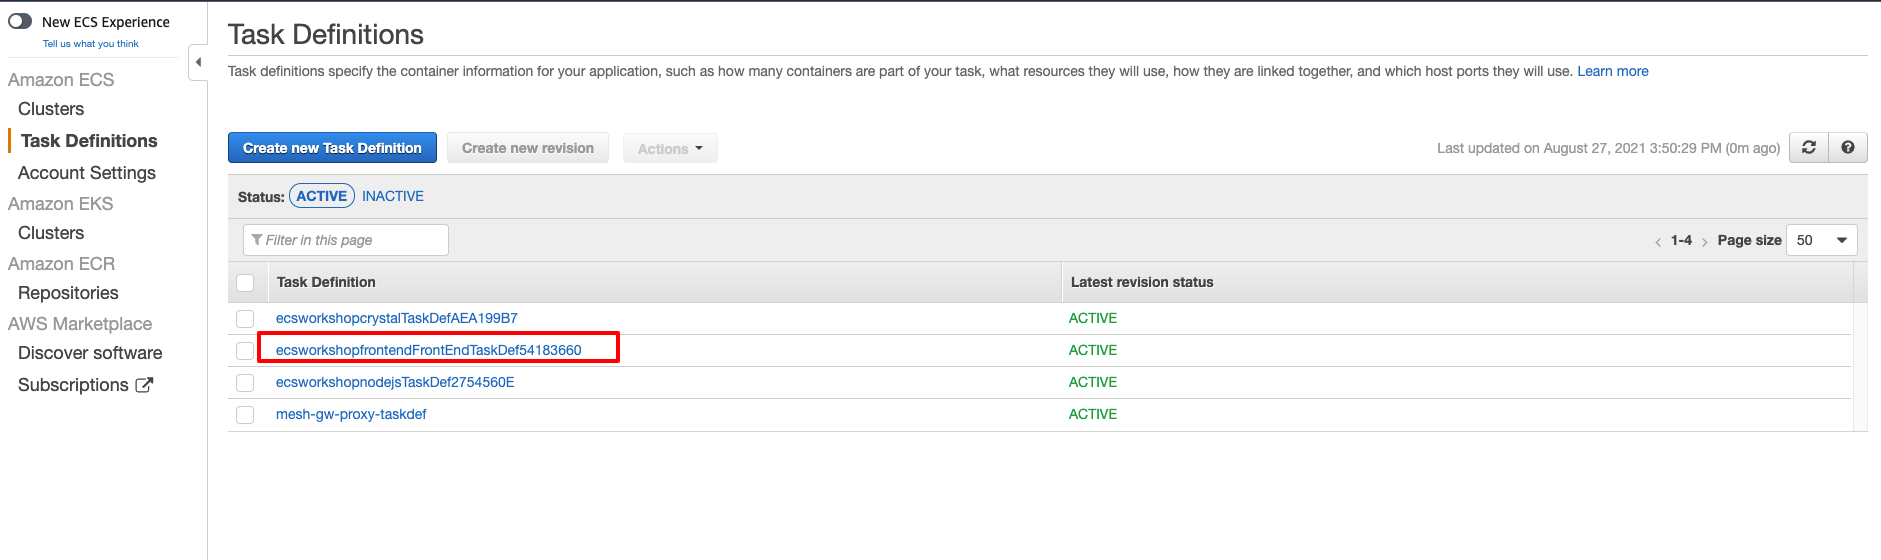 New ECS Experience
Tell us what you think
Amazon ECS
Clusters
Task Definitions
Account Settings
Amazon EKS
Clusters
Amazon ECR
Repositories
AWS Marketplace
Discover software
Subscriptions
Task Definitions
Task definitions specify the container information for your application, such as how many containers are part of your task, what resources they will use, how they are linked together, and which host ports they will use. Learn more
Create new Task Definition Create new revision Actions Last updated on August 27, 2021 3:50:29 PM (0m ago)
Status: ACTIVE INACTIVE
Filter in this page 1-4 Page size 50
Task Definition Latest revision status
ecsworkshopcrystalTaskDefAEA199B7 ACTIVE
ecsworkshopfrontendFrontEndTaskDef54183660 ACTIVE
ecsworkshopnodejsTaskDef2754560E ACTIVE
mesh-gw-proxy-taskdef ACTIVE